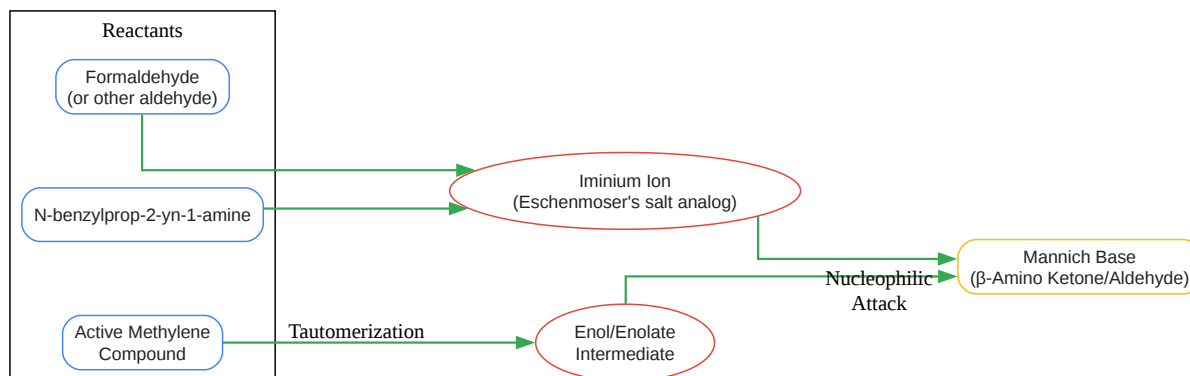 Reactants
Formaldehyde
(or other aldehyde)
N-benzylprop-2-yn-1-amine
Active Methylene
Compound
Tautomerization
Iminium Ion
(Eschenmoser's salt analog)
Enol/Enolate
Intermediate
Nucleophilic
Attack
Mannich Base
(β-Amino Ketone/Aldehyde)